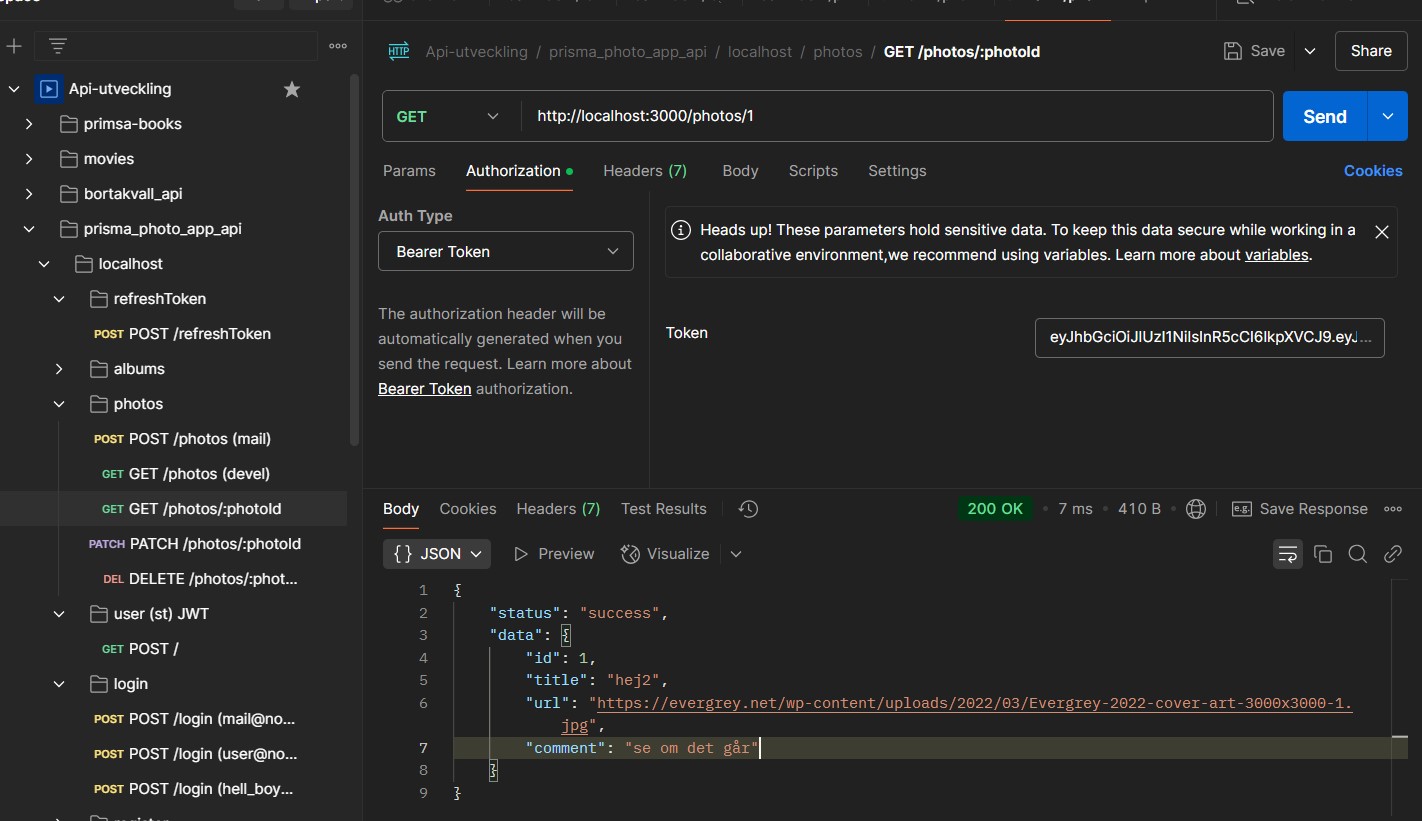 Api-utveckling / prisma_photo_app_api / localhost / photos / GET /photos/:photoId
Save
Share
GET
http://localhost:3000/photos/1
Send
Params Authorization Headers (7) Body Scripts Settings Cookies
Auth Type
Bearer Token
The authorization header will be
automatically generated when you
send the request. Learn more about
Bearer Token authorization.
Heads up! These parameters hold sensitive data. To keep this data secure while working in a
collaborative environment,we recommend using variables. Learn more about variables.
Token
eyJhbGciOiJIUzI1NiIsInR5cCI6IkpXVCJ9.eyJ...
Api-utveckling
primsa-books
movies
bortakvall_api
prisma_photo_app_api
localhost
refreshToken
POST POST /refreshToken
albums
photos
POST POST /photos (mail)
GET GET /photos (devel)
GET GET /photos/:photoId
PATCH PATCH /photos/:photoId
DEL DELETE /photos/:phot...
user (st) JWT
GET POST /
login
POST POST /login (mail@no...
POST POST /login (user@no...
POST POST /login (hell_boy...
Body Cookies Headers (7) Test Results
200 OK • 7 ms • 410 B
e.g. Save Response
{} JSON Preview Visualize
1 {
2 "status": "success",
3 "data": {
4 "id": 1,
5 "title": "hej2",
6 "url": "https://evergrey.net/wp-content/uploads/2022/03/Evergrey-2022-cover-art-3000x3000-1.
jpg",
7 "comment": "se om det går"
8 }
9 }